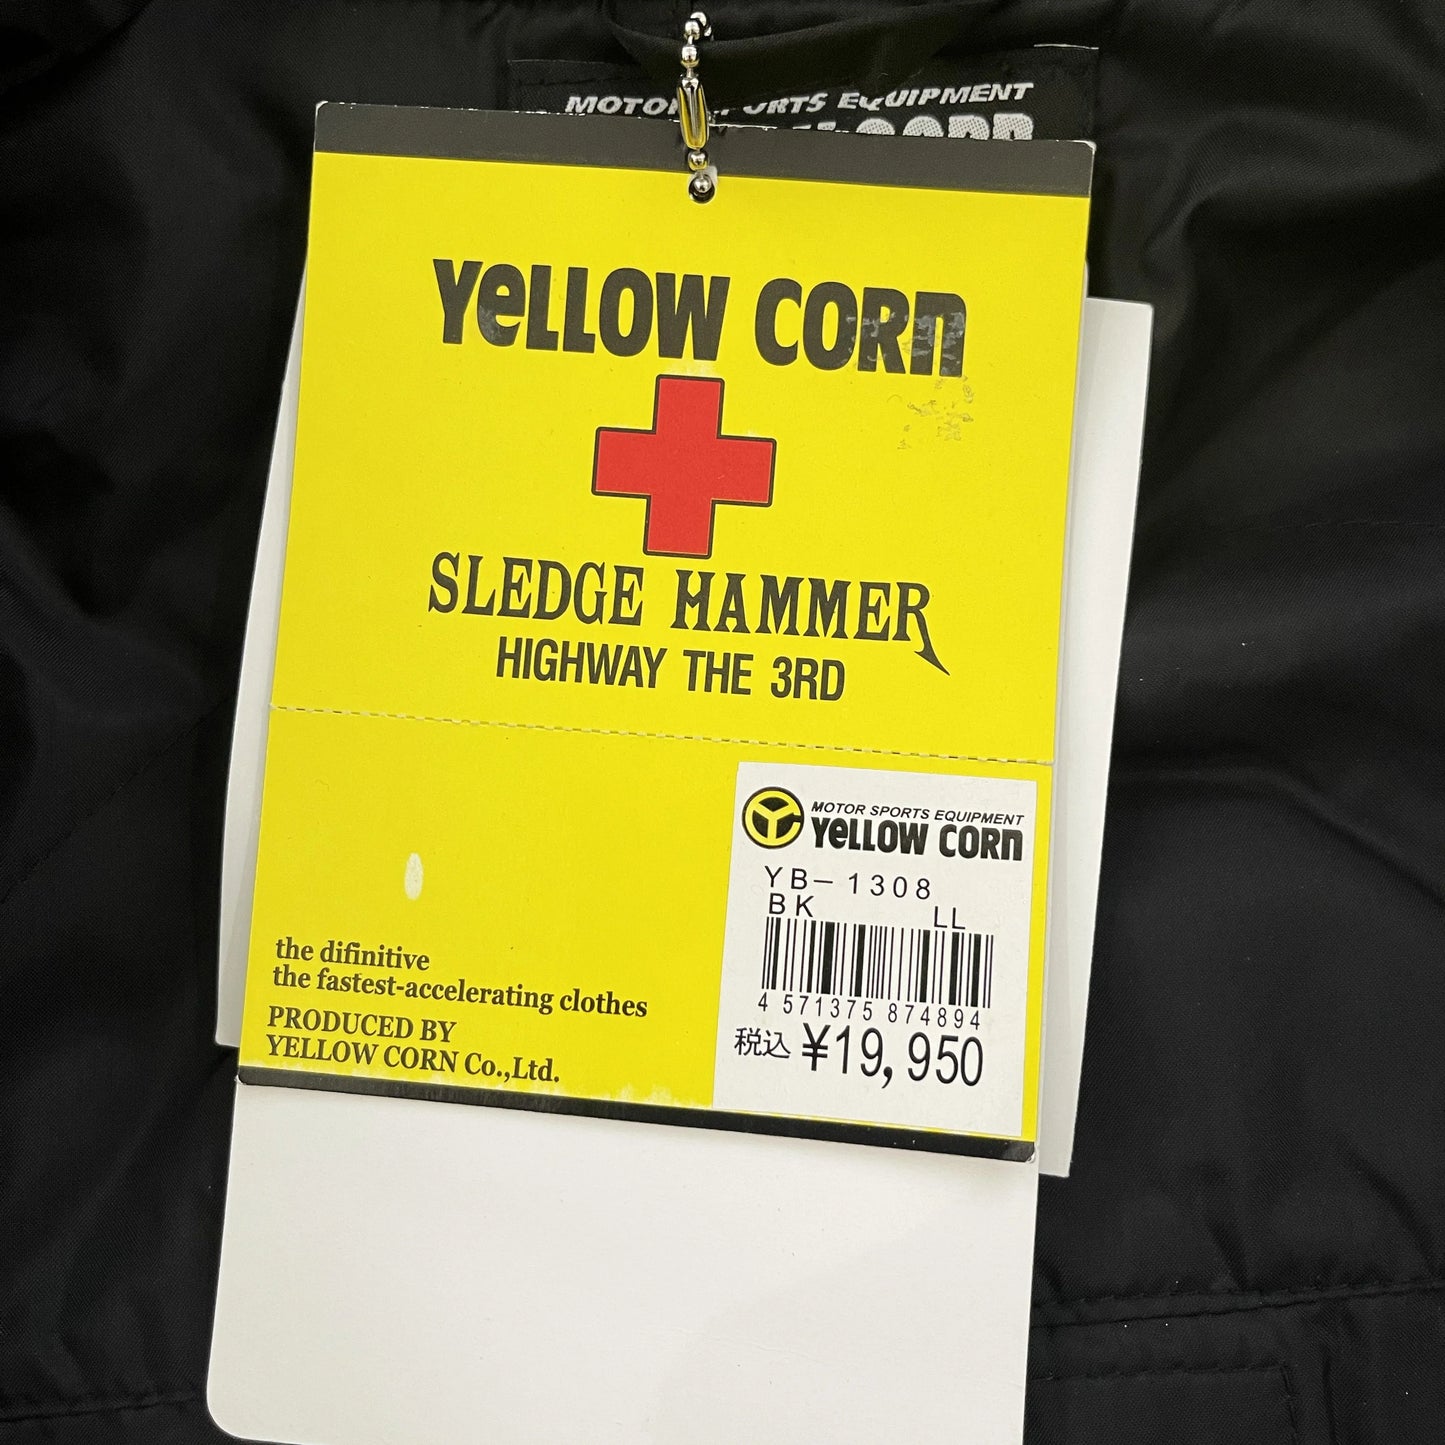 MOTOR SPORTS EQUIPMENT
CORN
YeLLOW CORn
SLEDGE HAMMER
HIGHWAY THE 3RD
MOTOR SPORTS EQUIPMENT
YeLLOW CORn
YB-1308
BK LL
4 571375 874894
税込 ¥19,950
the difinitive
the fastest-accelerating clothes
PRODUCED BY
YELLOW CORN Co.,Ltd.